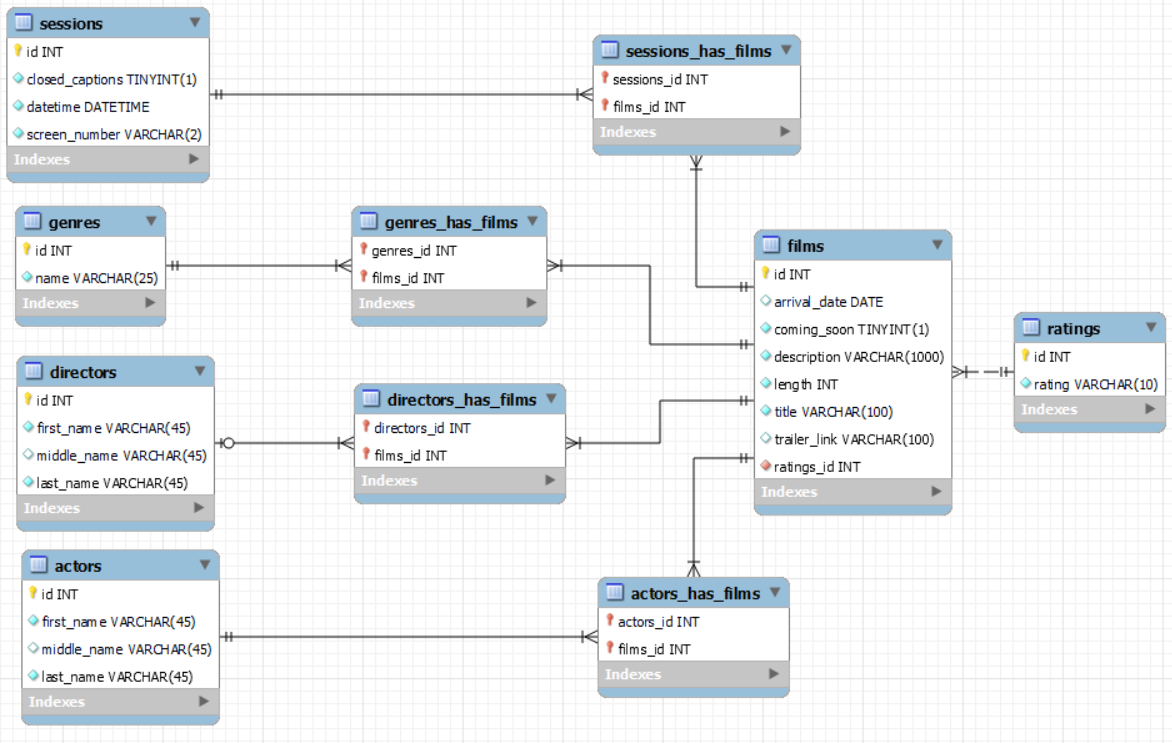 sessions
id INT
closed_captions TINYINT(1)
datetime DATETIME
screen_number VARCHAR(2)
Indexes
sessions_has_films
sessions_id INT
films_id INT
Indexes
genres
id INT
name VARCHAR(25)
Indexes
genres_has_films
genres_id INT
films_id INT
Indexes
films
id INT
arrival_date DATE
coming_soon TINYINT(1)
description VARCHAR(1000)
length INT
title VARCHAR(100)
trailer_link VARCHAR(100)
ratings_id INT
Indexes
ratings
id INT
rating VARCHAR(10)
Indexes
directors
id INT
first_name VARCHAR(45)
middle_name VARCHAR(45)
last_name VARCHAR(45)
Indexes
directors_has_films
directors_id INT
films_id INT
Indexes
actors
id INT
first_name VARCHAR(45)
middle_name VARCHAR(45)
last_name VARCHAR(45)
Indexes
actors_has_films
actors_id INT
films_id INT
Indexes